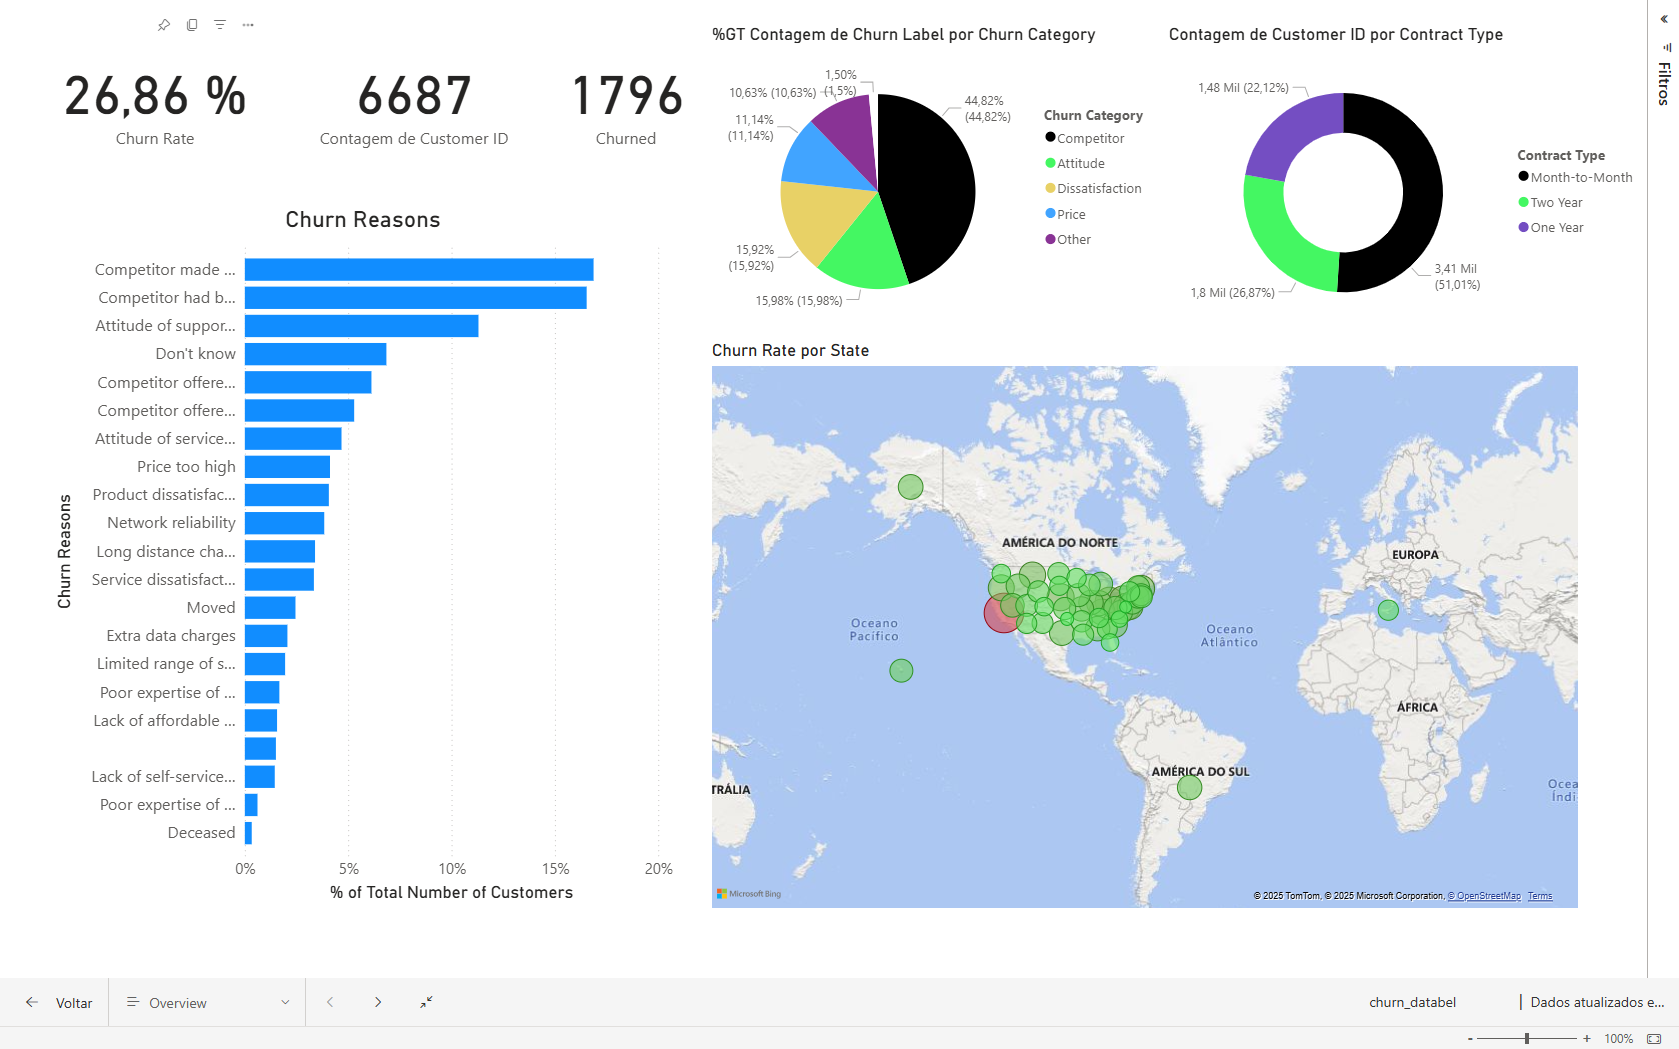 26,86 %
Churn Rate
6687
Contagem de Customer ID
1796
Churned
%GT Contagem de Churn Label por Churn Category
1,50%
(1,5%)
10,63% (10,63%)
11,14%
(11,14%)
15,92%
(15,92%)
15,98% (15,98%)
44,82%
(44,82%)
Churn Category
Competitor
Attitude
Dissatisfaction
Price
Other
Contagem de Customer ID por Contract Type
1,48 Mil (22,12%)
1,8 Mil (26,87%)
3,41 Mil
(51,01%)
Contract Type
Month-to-Month
Two Year
One Year
Filtros
Churn Reasons
Churn Reasons
Competitor made ...
Competitor had b...
Attitude of suppor...
Don't know
Competitor offere...
Competitor offere...
Attitude of service...
Price too high
Product dissatisfac...
Network reliability
Long distance cha...
Service dissatisfact...
Moved
Extra data charges
Limited range of s...
Poor expertise of ...
Lack of affordable ...
Lack of self-service...
Poor expertise of ...
Deceased
0%
5%
10%
15%
20%
% of Total Number of Customers
Churn Rate por State
AMÉRICA DO NORTE
EUROPA
Oceano
Pacífico
Oceano
Atlântico
ÁFRICA
AMÉRICA DO SUL
TRÁLIA
Ocea
Índi
Microsoft Bing
© 2025 TomTom, © 2025 Microsoft Corporation, © OpenStreetMap Terms
Voltar
Overview
churn_databel
| Dados atualizados e...
- + 100%